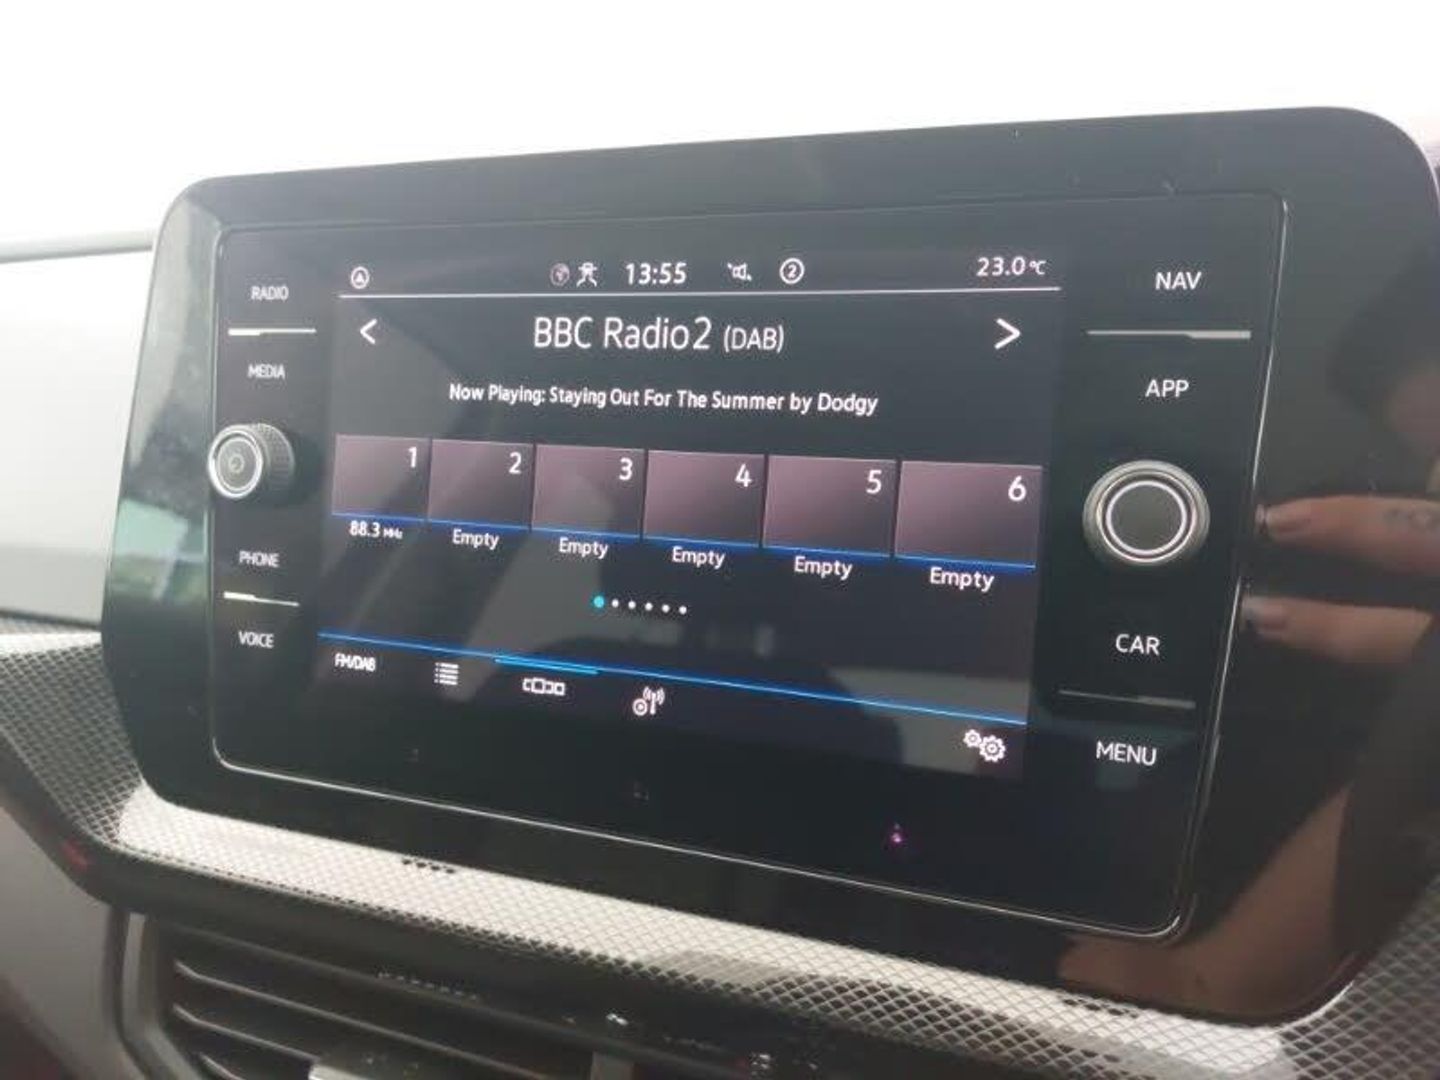 RADIO
MEDIA
PHONE
VOICE
13:55
2
23.0°C
BBC Radio2 (DAB)
Now Playing: Staying Out For The Summer by Dodgy
1
2
3
4
5
6
88.3 MHz
Empty
Empty
Empty
Empty
Empty
FM/DAB
NAV
APP
CAR
MENU